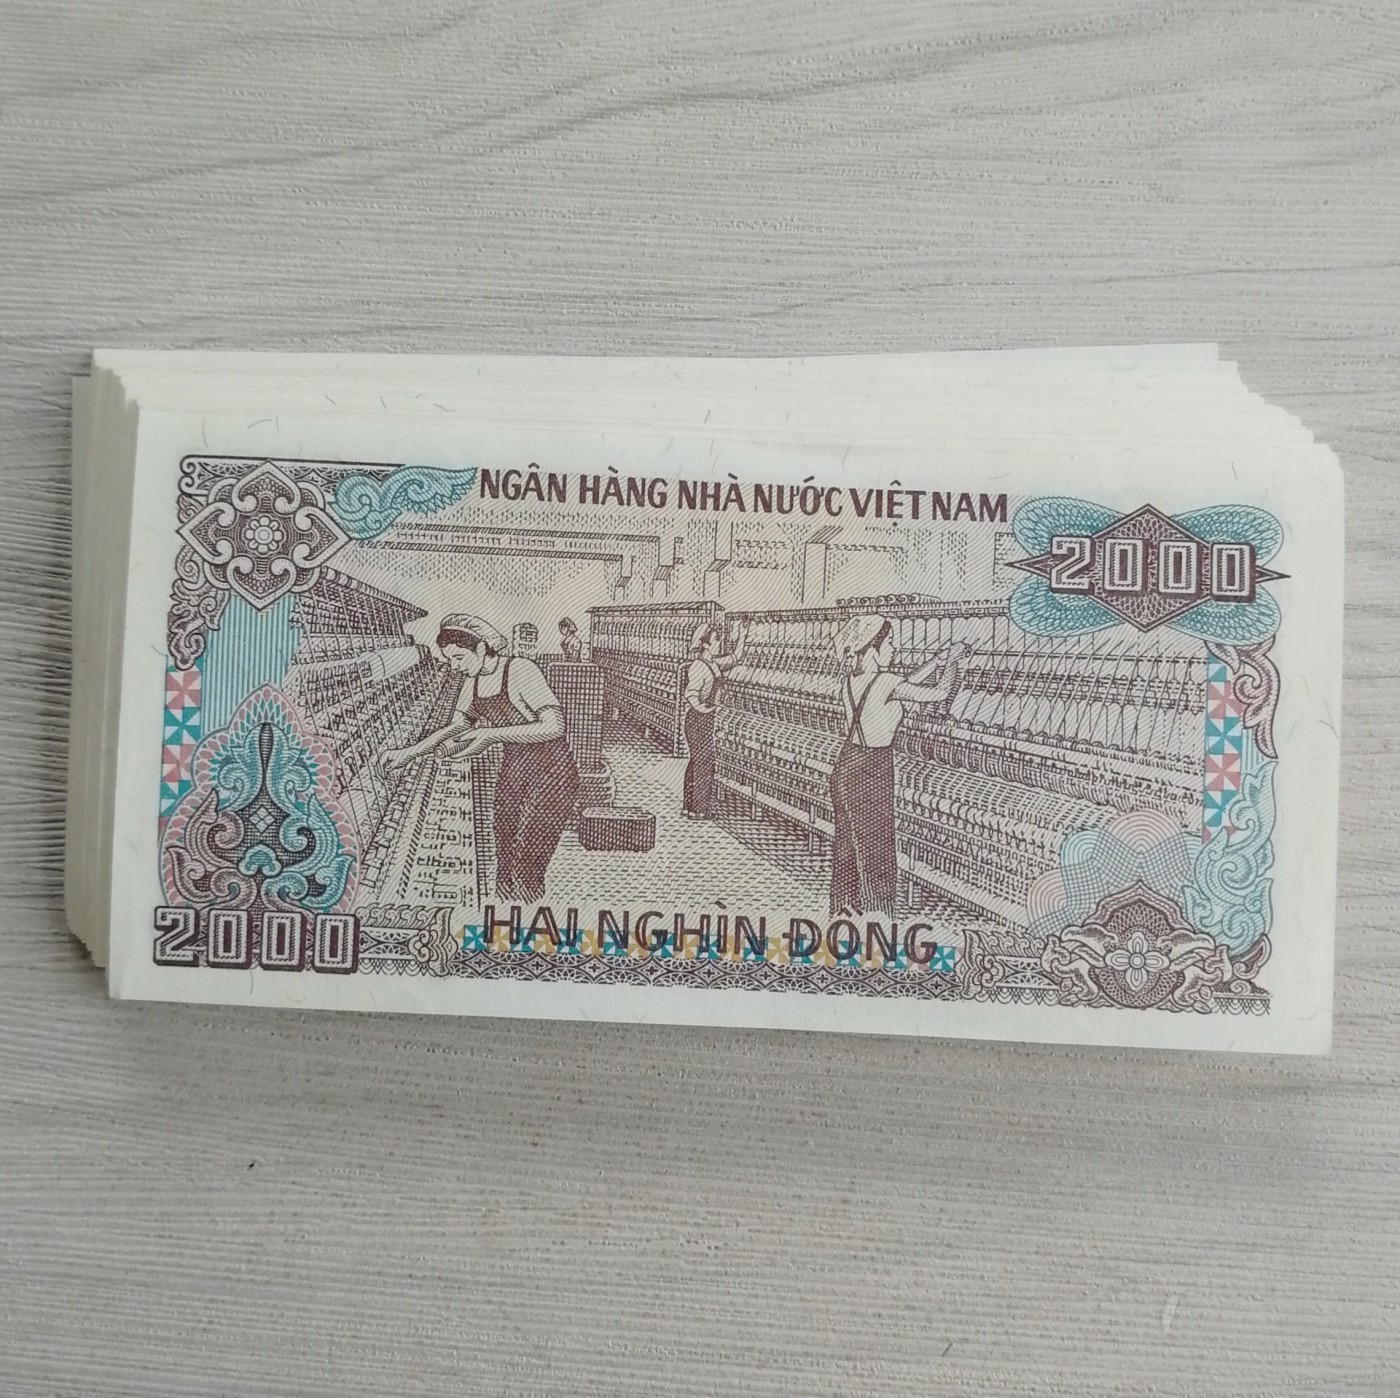 NGÂN HÀNG NHÀ NƯỚC VIỆT NAM
2000
2000
HAI NGHÌN ĐỒNG